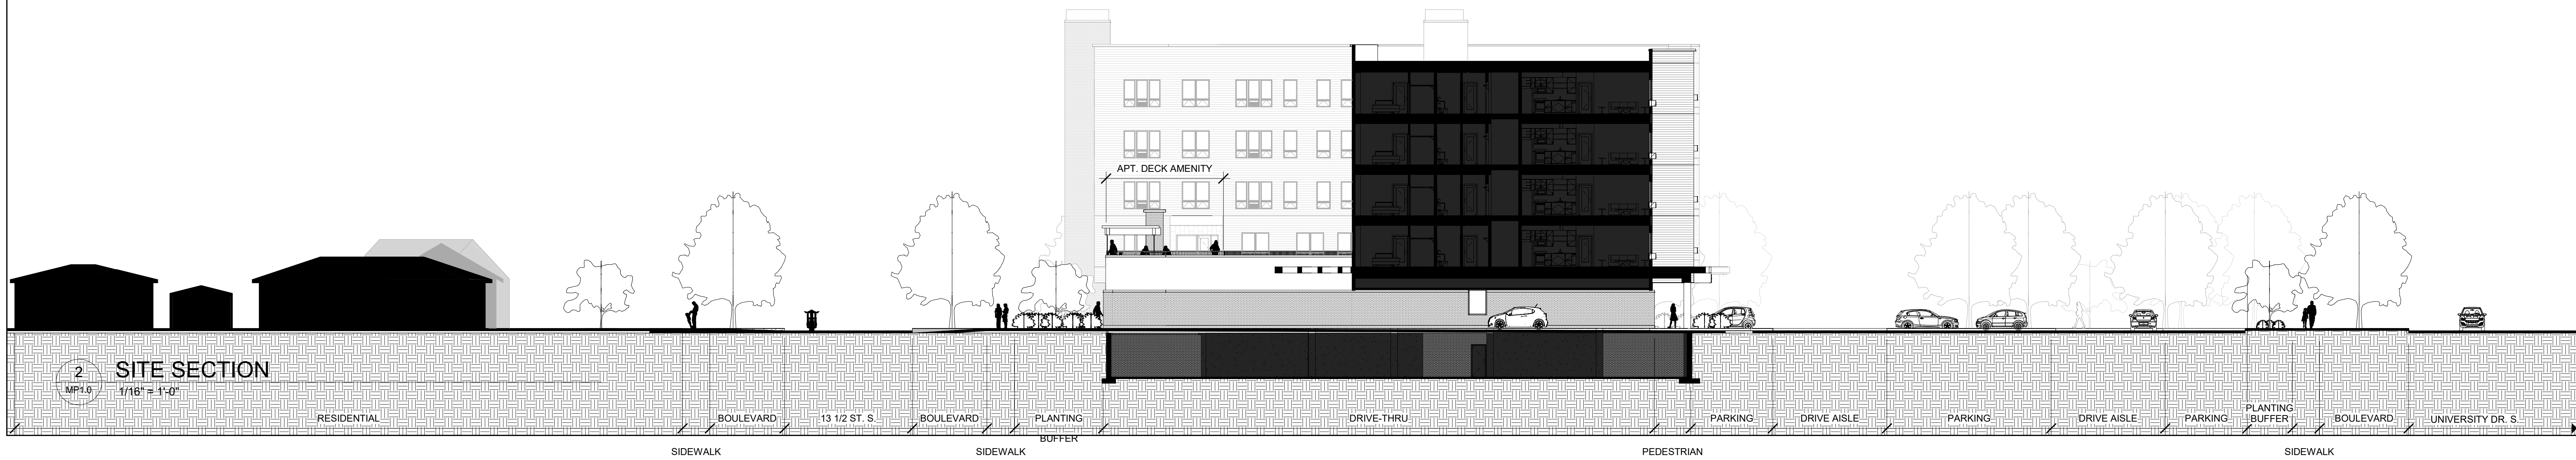 APT. DECK AMENITY
2
MP1.0
SITE SECTION
1/16" = 1'-0"
RESIDENTIAL
SIDEWALK
BOULEVARD
13 1/2 ST. S.
BOULEVARD
SIDEWALK
PLANTING
BUFFER
DRIVE-THRU
PEDESTRIAN
PARKING
DRIVE AISLE
PARKING
DRIVE AISLE
PARKING
PLANTING
BUFFER
SIDEWALK
BOULEVARD
UNIVERSITY DR. S.